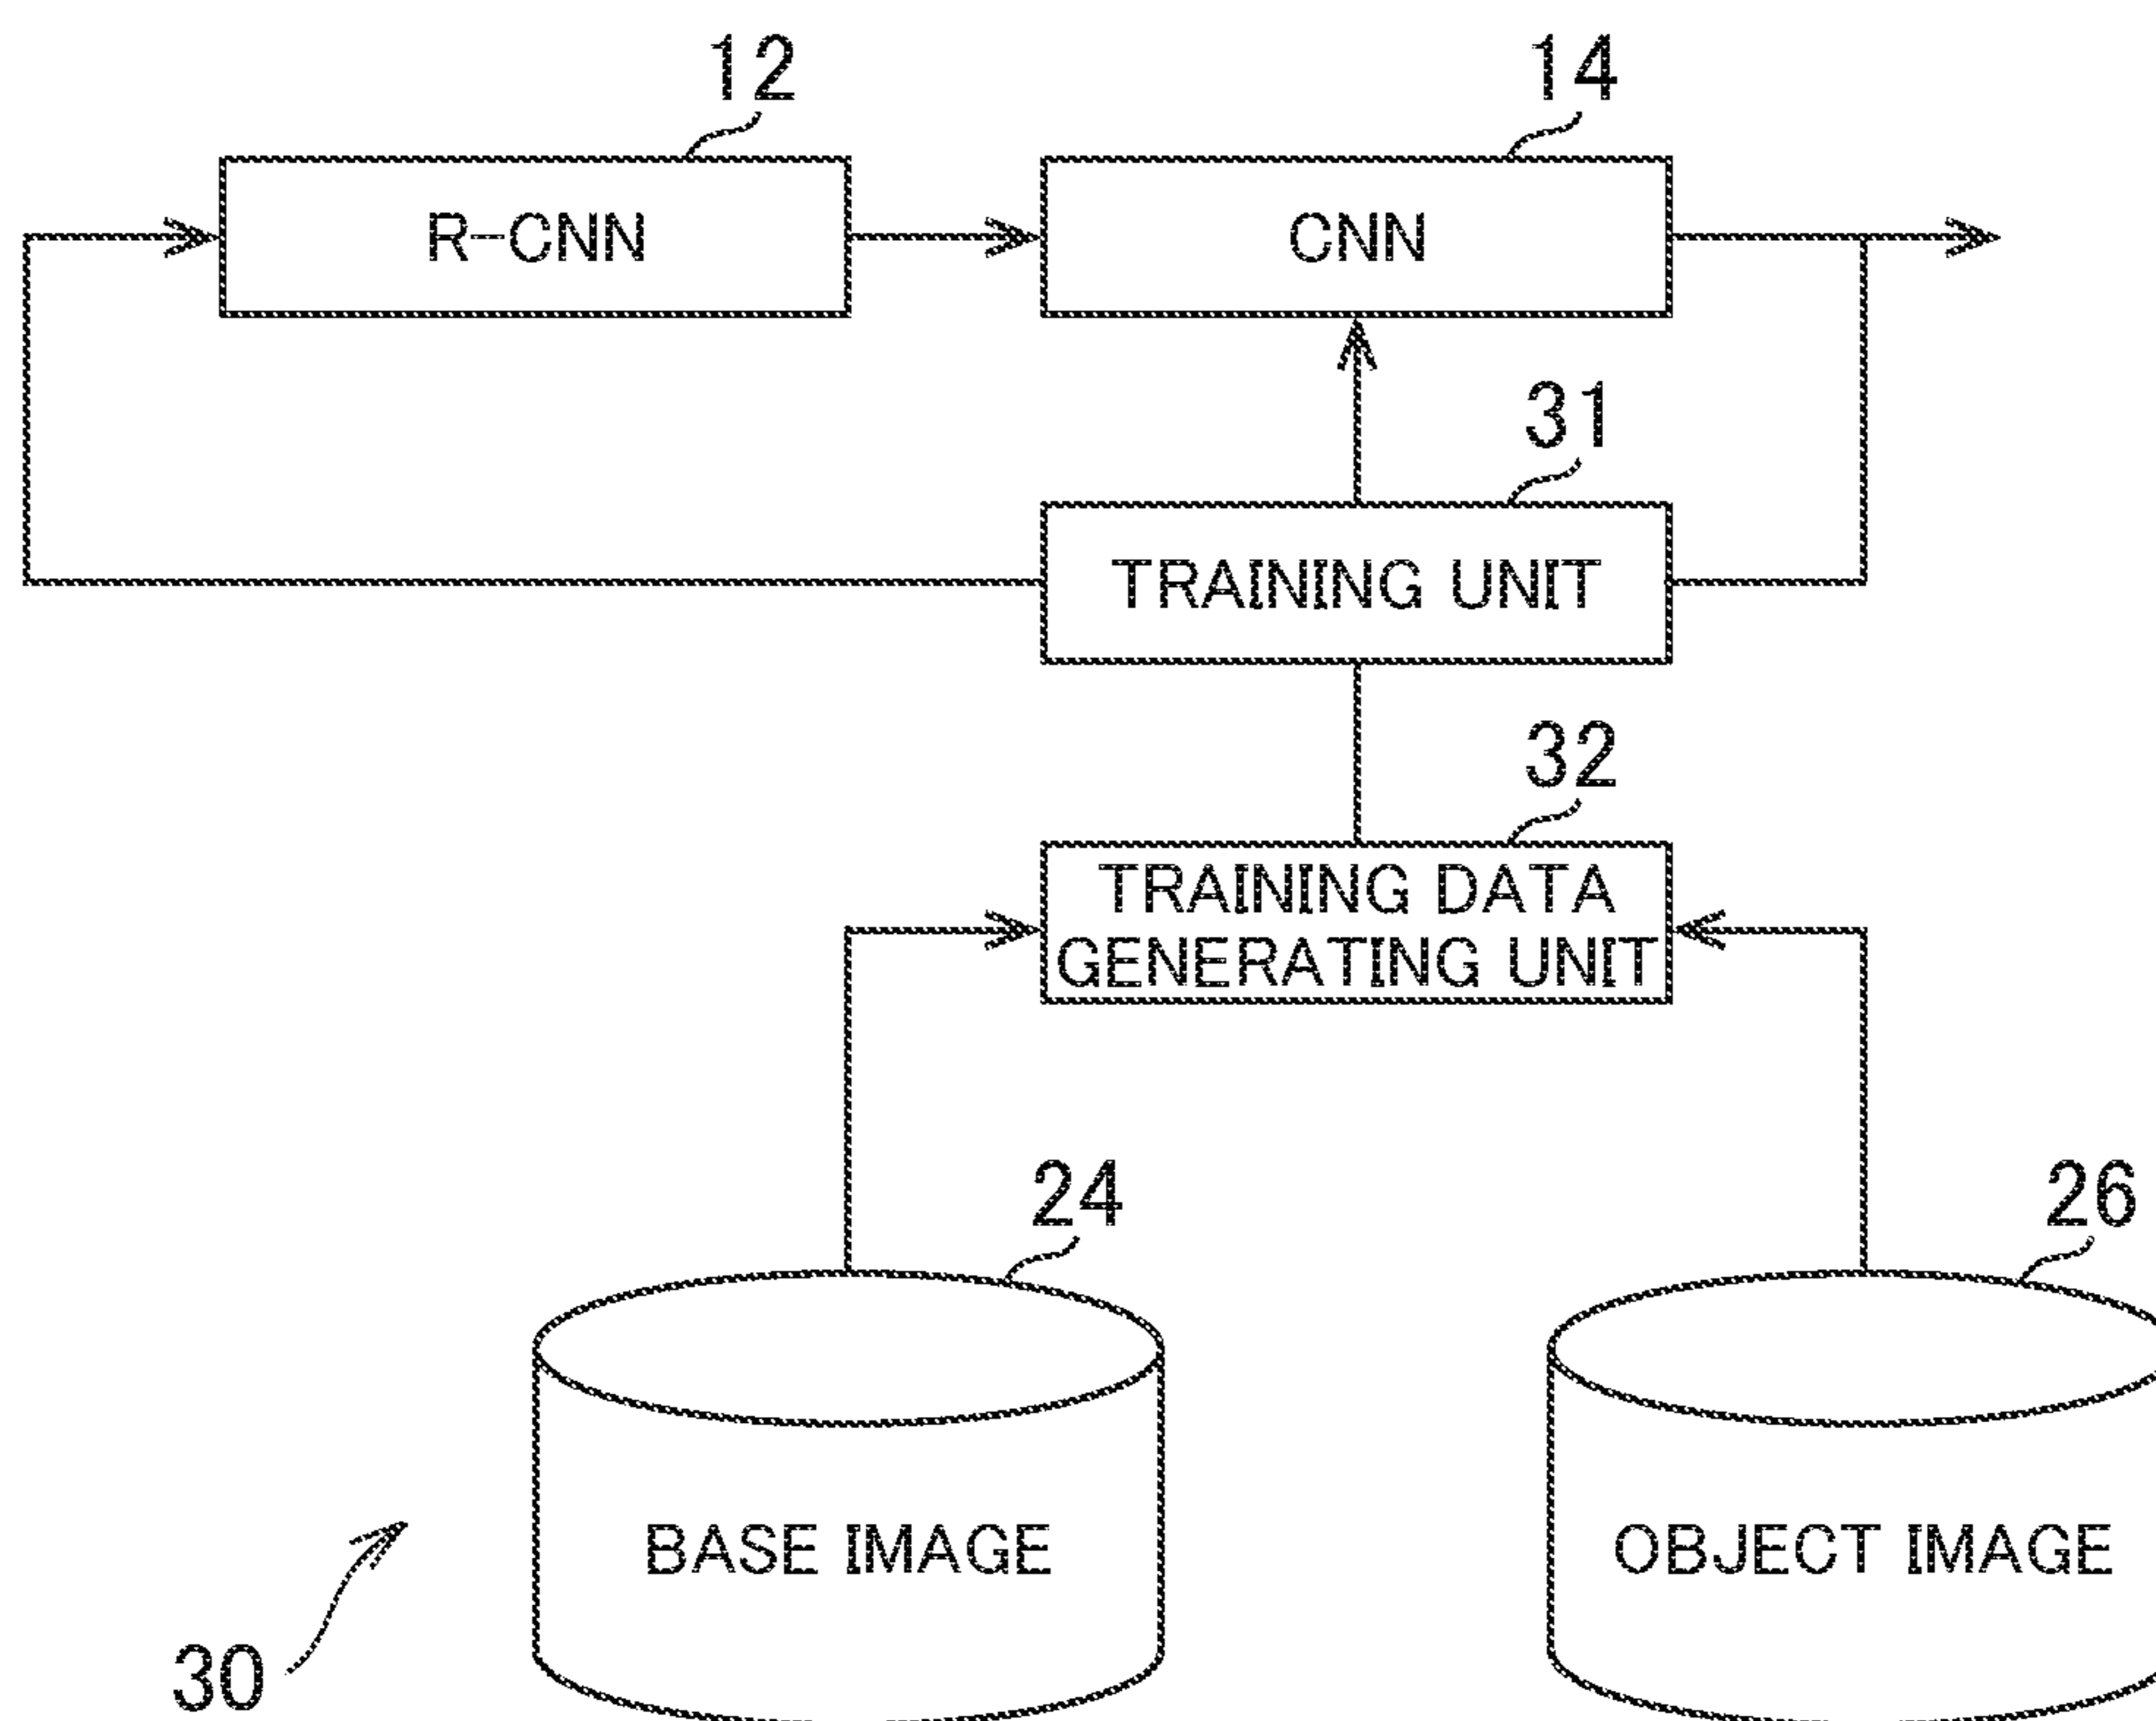 12
14
R-CNN
CNN
31
TRAINING UNIT
32
TRAINING DATA
GENERATING UNIT
24
26
BASE IMAGE
OBJECT IMAGE
30